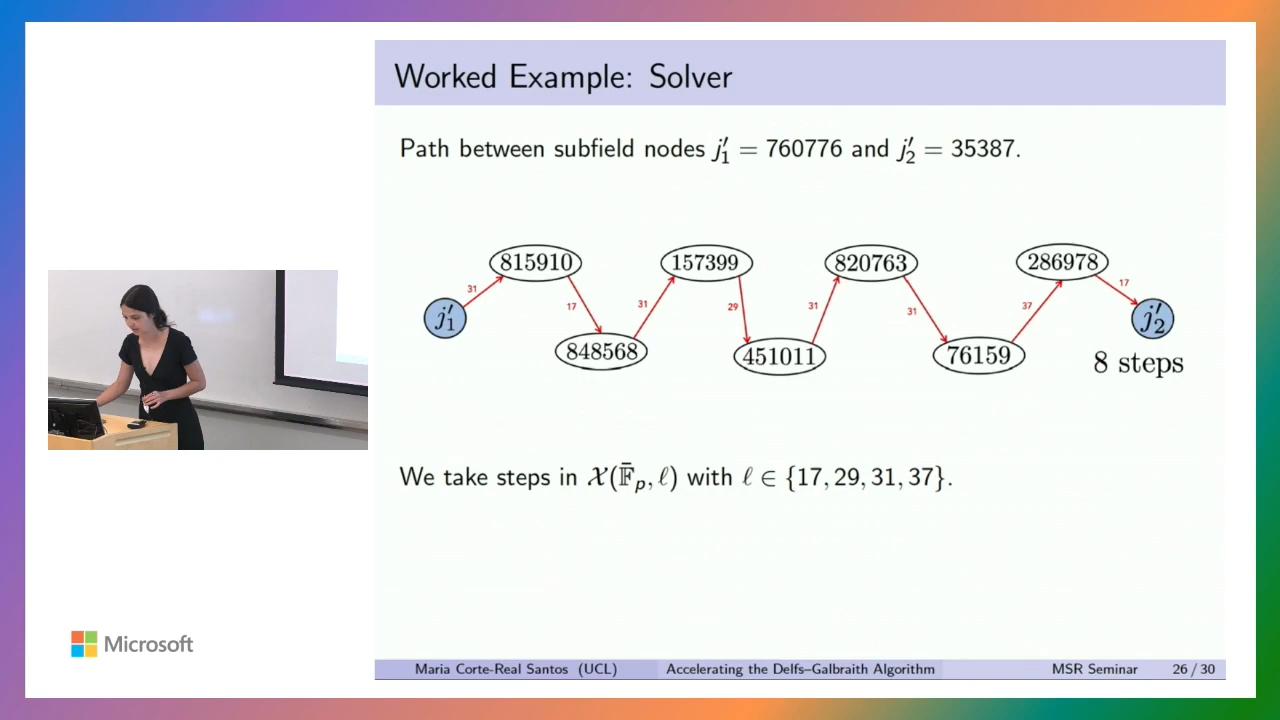 Worked Example: Solver
Path between subfield nodes j′₁ = 760776 and j′₂ = 35387.
815910 157399 820763 286978
31 17 31 29 31 31 37 17
j′₁ j′₂
848568 451011 76159
8 steps
We take steps in 𝒳(F̄ₚ, ℓ) with ℓ ∈ {17, 29, 31, 37}.
Microsoft
Maria Corte-Real Santos (UCL) Accelerating the Delfs–Galbraith Algorithm MSR Seminar 26 / 30